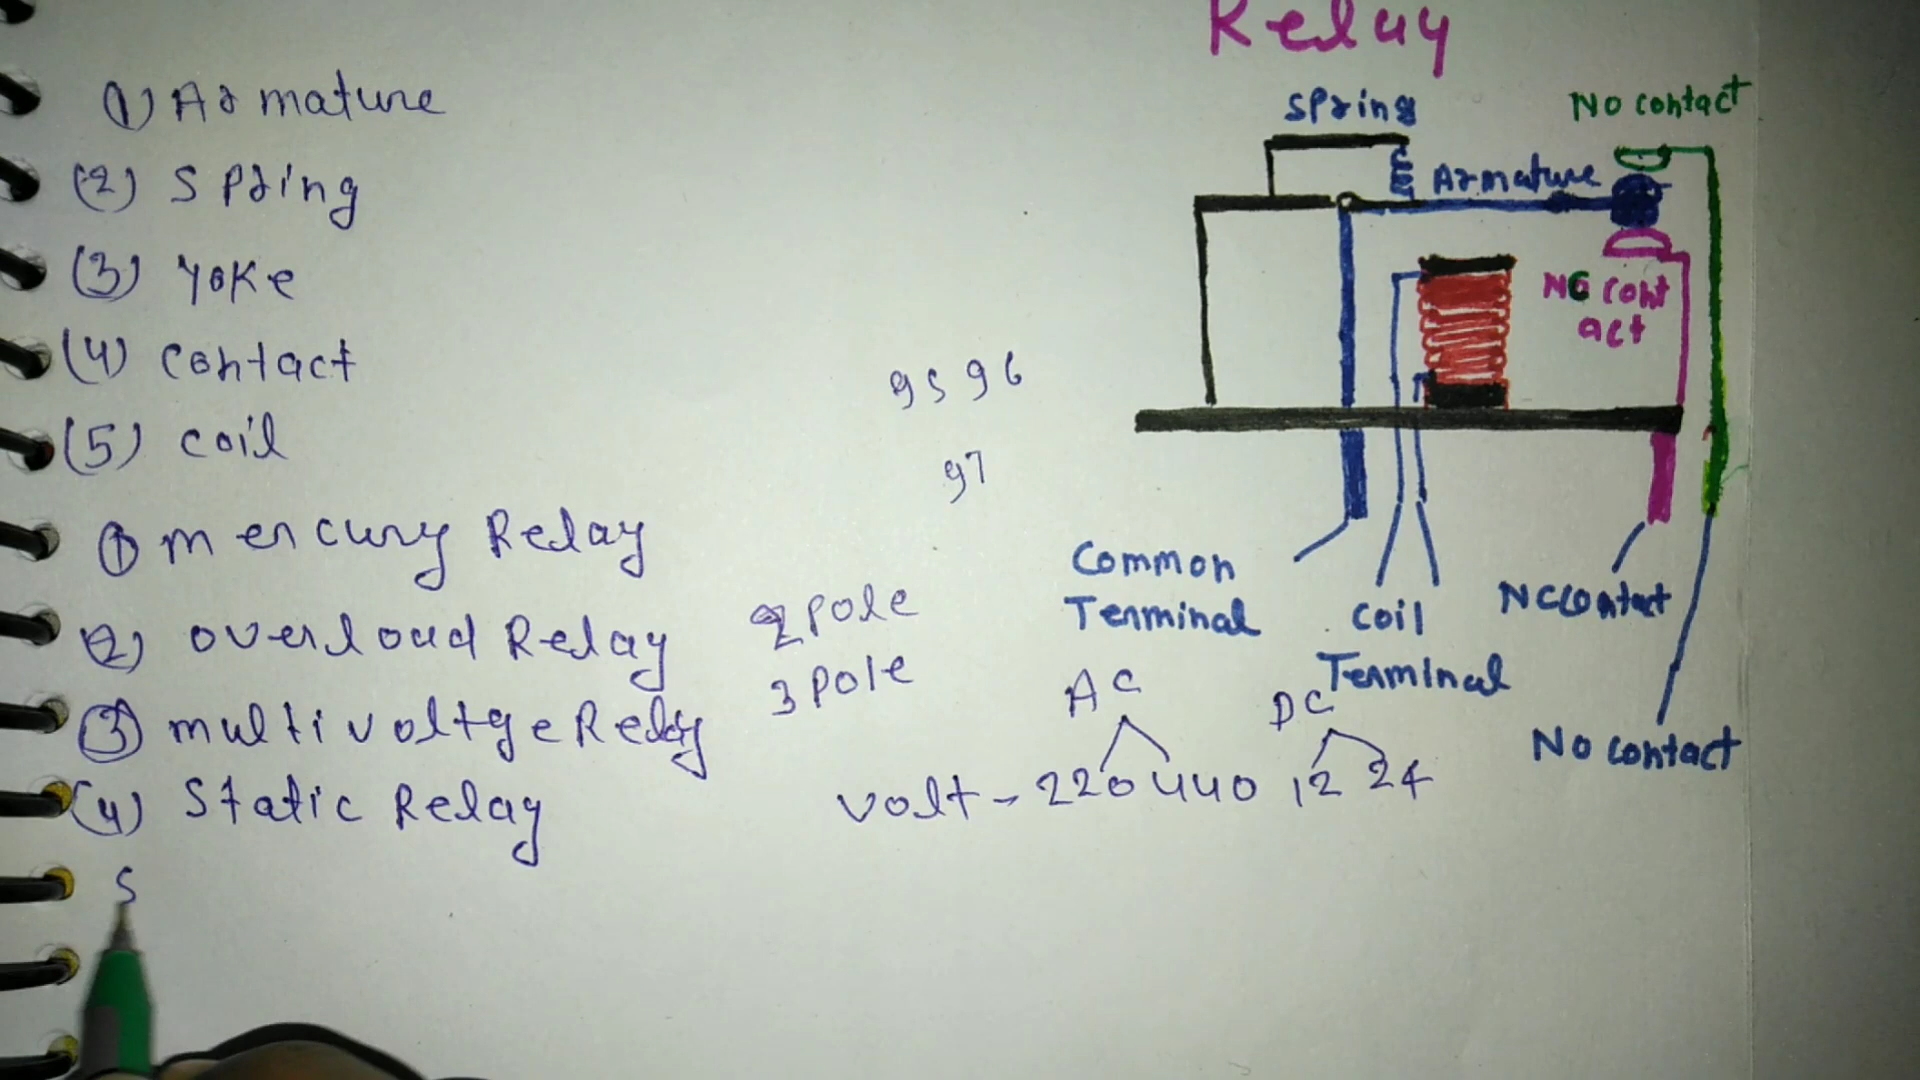 Relay
(1) Armature
(2) Spring
(3) Yoke
(4) Contact
(5) Coil
(1) mercury Relay
(2) overload Relay
(3) multivoltge Relay
(4) Static Relay
S
95 96
97
2 pole
3 pole
Spring
NO contact
Armature
NC cont
act
Common
Terminal
Coil
Terminal
NC Contact
No contact
AC
DC
volt - 220 440 12 24